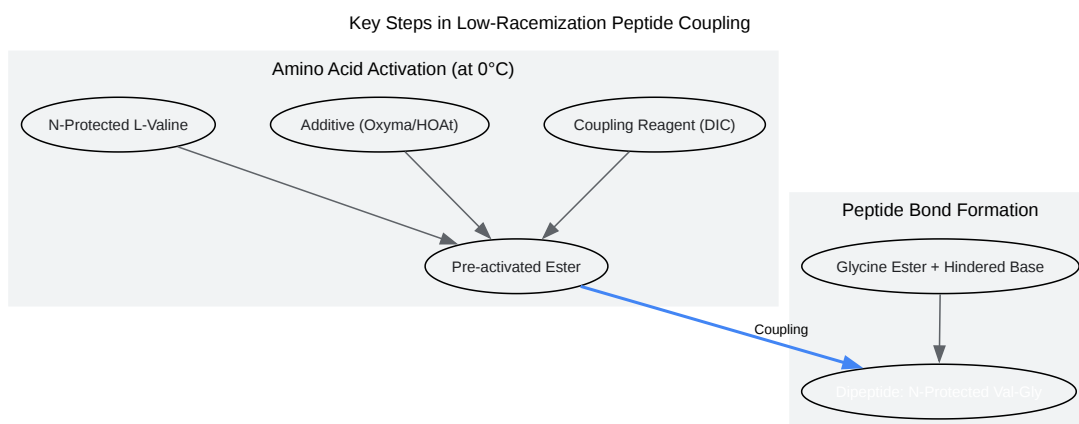 Key Steps in Low-Racemization Peptide Coupling
Amino Acid Activation (at 0°C)
N-Protected L-Valine
Additive (Oxyma/HOAt)
Coupling Reagent (DIC)
Peptide Bond Formation
Pre-activated Ester
Glycine Ester + Hindered Base
Coupling
Dipeptide: N-Protected Val-Gly